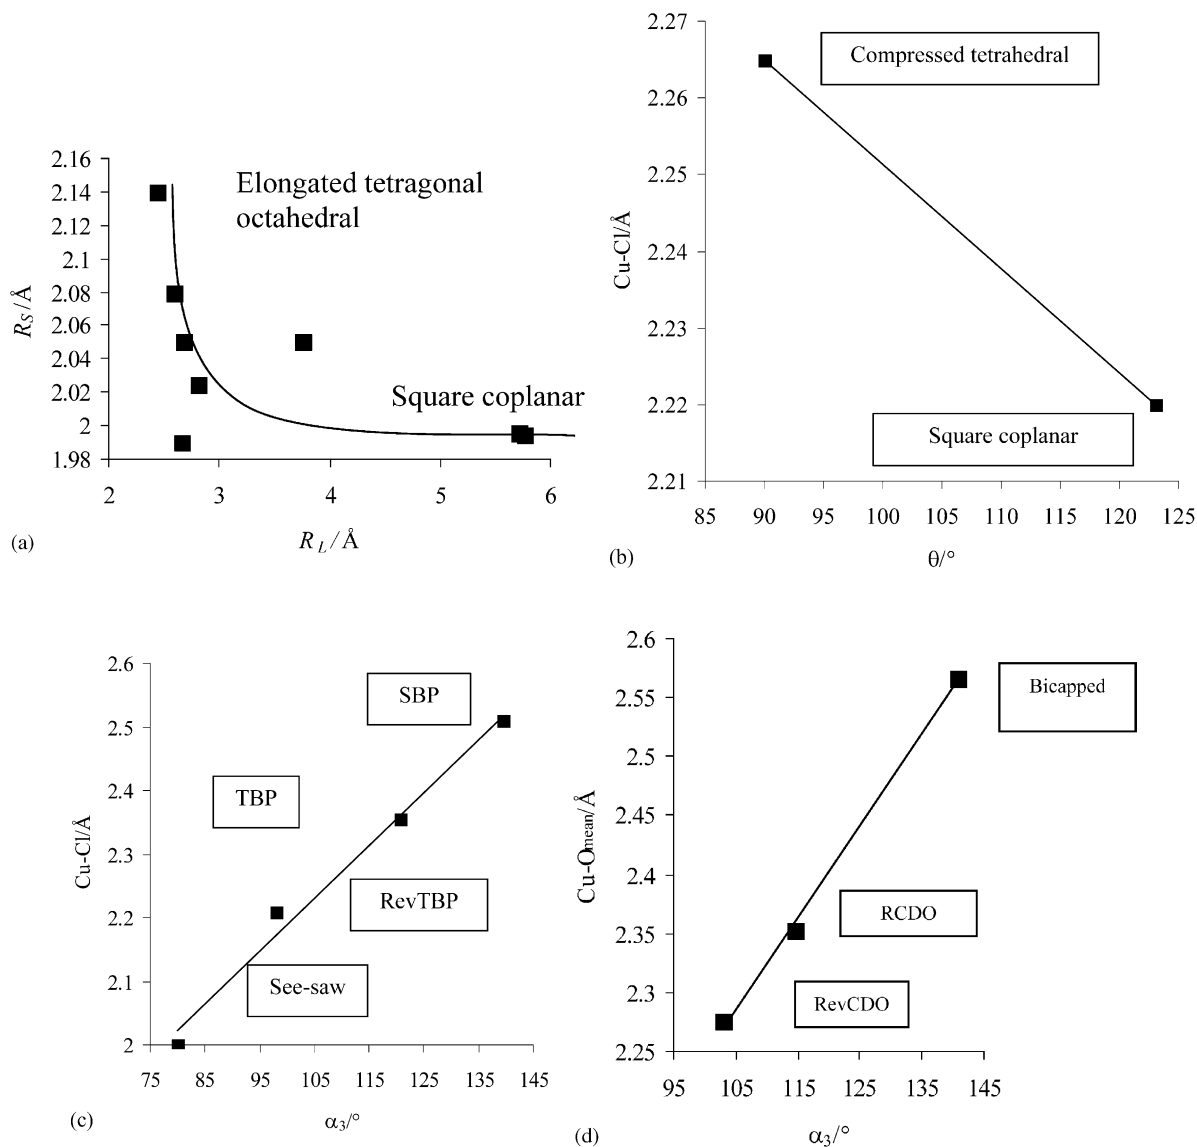 2.16
2.14
2.12
2.1
2.08
2.06
2.04
2.02
2
1.98
R_S/Å
Elongated tetragonal
octahedral
Square coplanar
2 3 4 5 6
R_L/Å
(a)
2.27
2.26
2.25
2.24
2.23
2.22
2.21
Cu-Cl/Å
Compressed tetrahedral
Square coplanar
85 90 95 100 105 110 115 120 125
θ/°
(b)
2.6
2.5
2.4
2.3
2.2
2.1
2
Cu-Cl/Å
SBP
TBP
RevTBP
See-saw
75 85 95 105 115 125 135 145
α₃/°
(c)
2.6
2.55
2.5
2.45
2.4
2.35
2.3
2.25
Cu-Omean/Å
Bicapped
RCDO
RevCDO
95 105 115 125 135 145
α₃/°
(d)